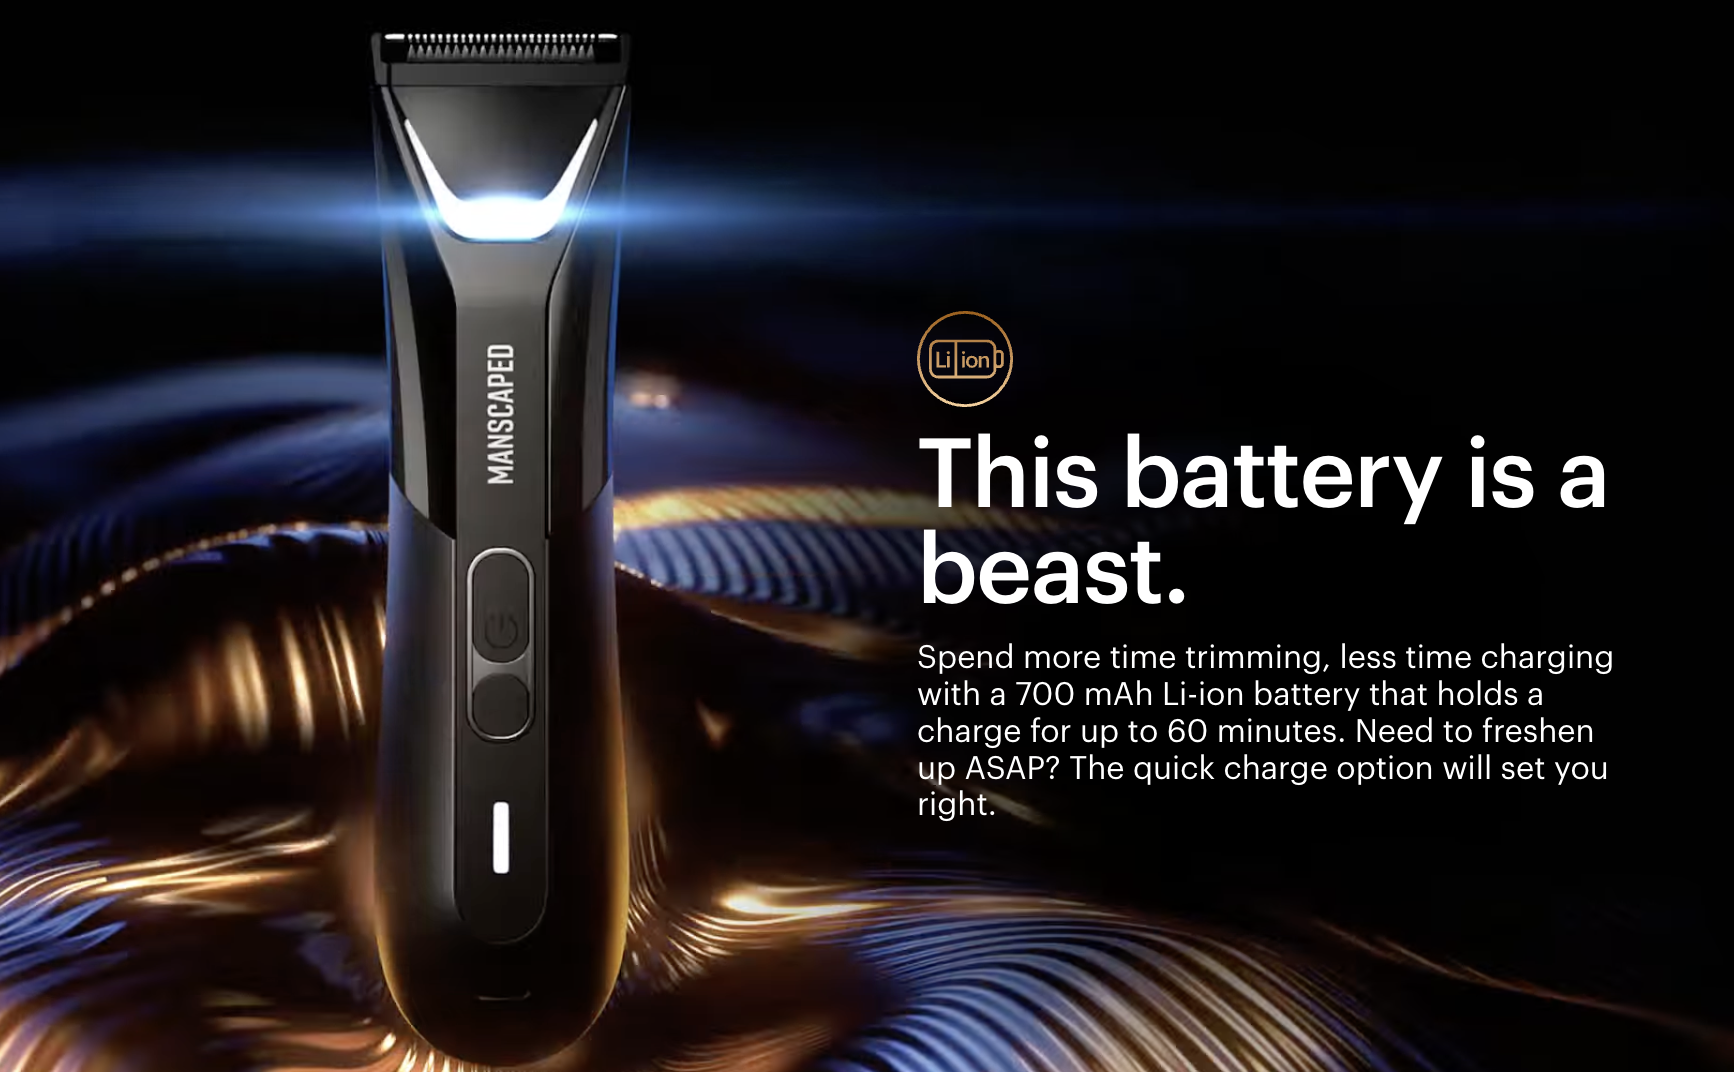 MANSCAPED
Li ion
This battery is a
beast.
Spend more time trimming, less time charging
with a 700 mAh Li-ion battery that holds a
charge for up to 60 minutes. Need to freshen
up ASAP? The quick charge option will set you
right.